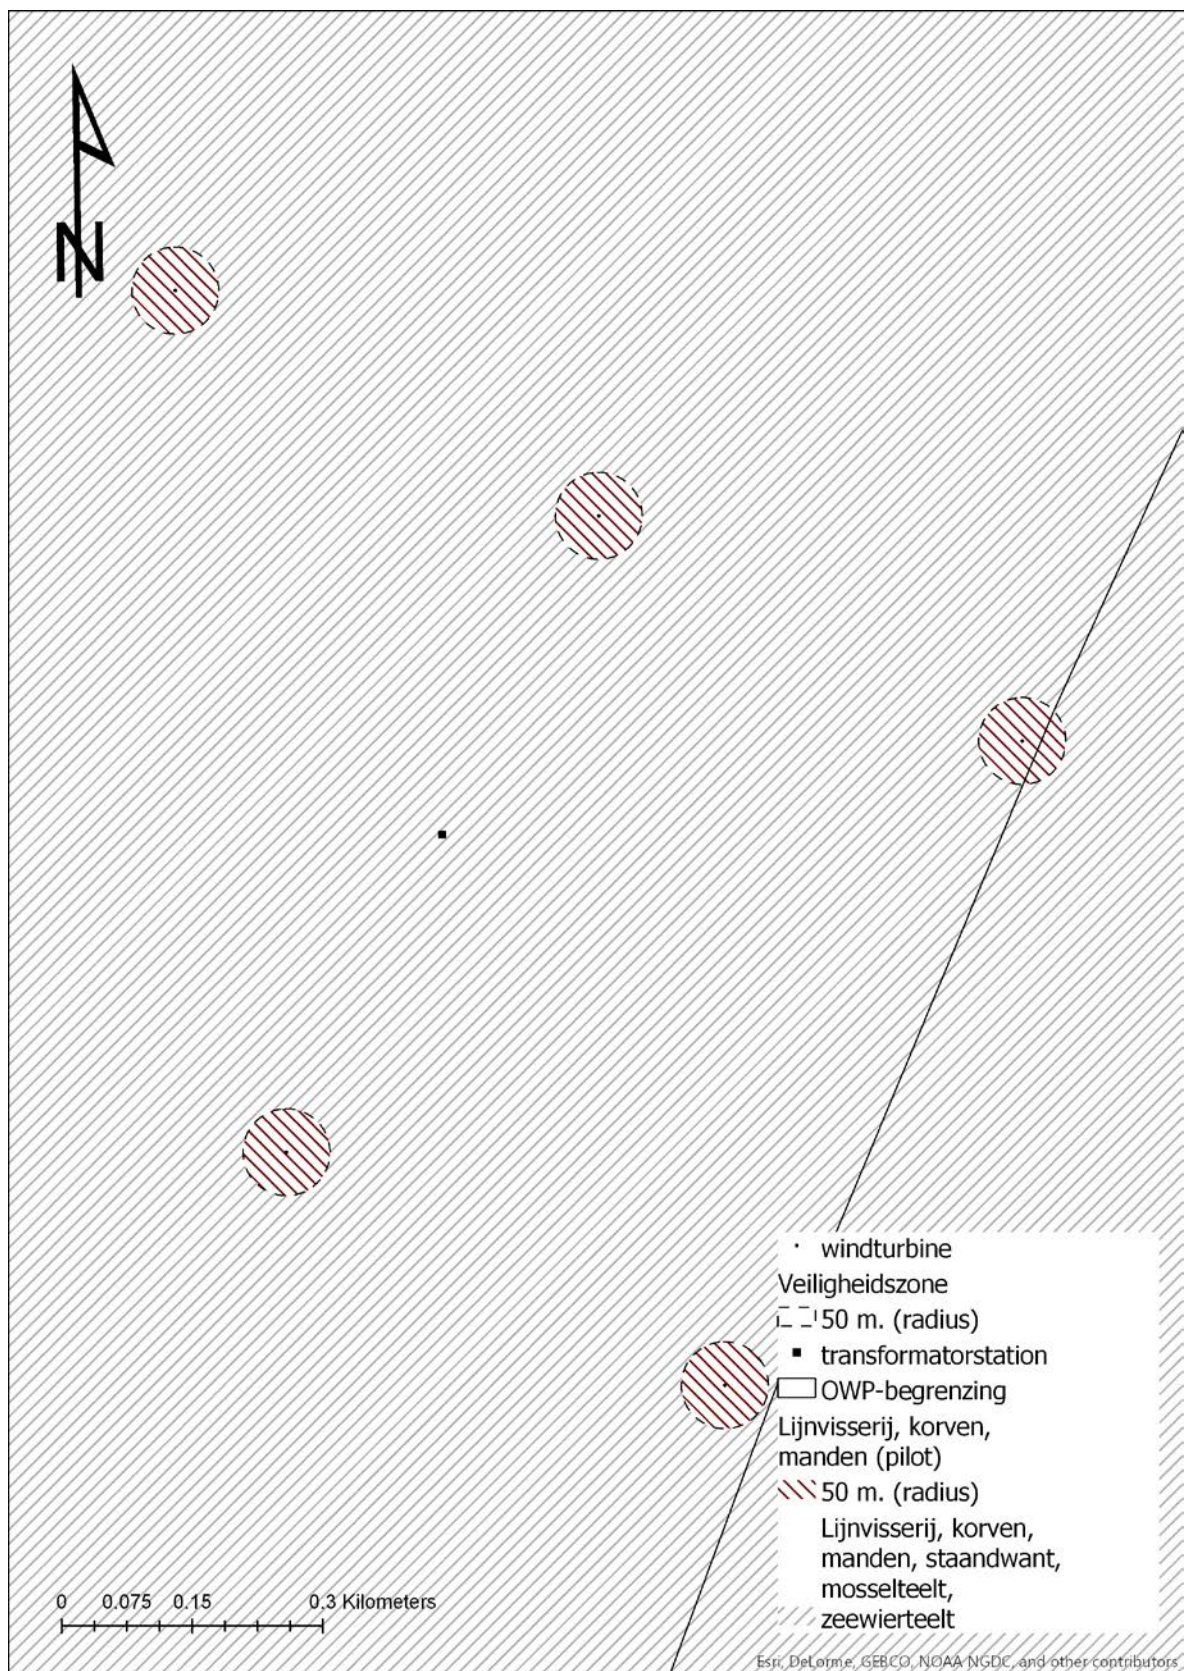 N
windturbine
Veiligheidszone
50 m. (radius)
transformatorstation
OWP-begrenzing
Lijnvisserij, korven,
manden (pilot)
50 m. (radius)
Lijnvisserij, korven,
manden, staandwant,
mosselteelt,
zeewierteelt
0 0.075 0.15 0.3 Kilometers
Esri, DeLorme, GEBCO, NOAA NGDC, and other contributors